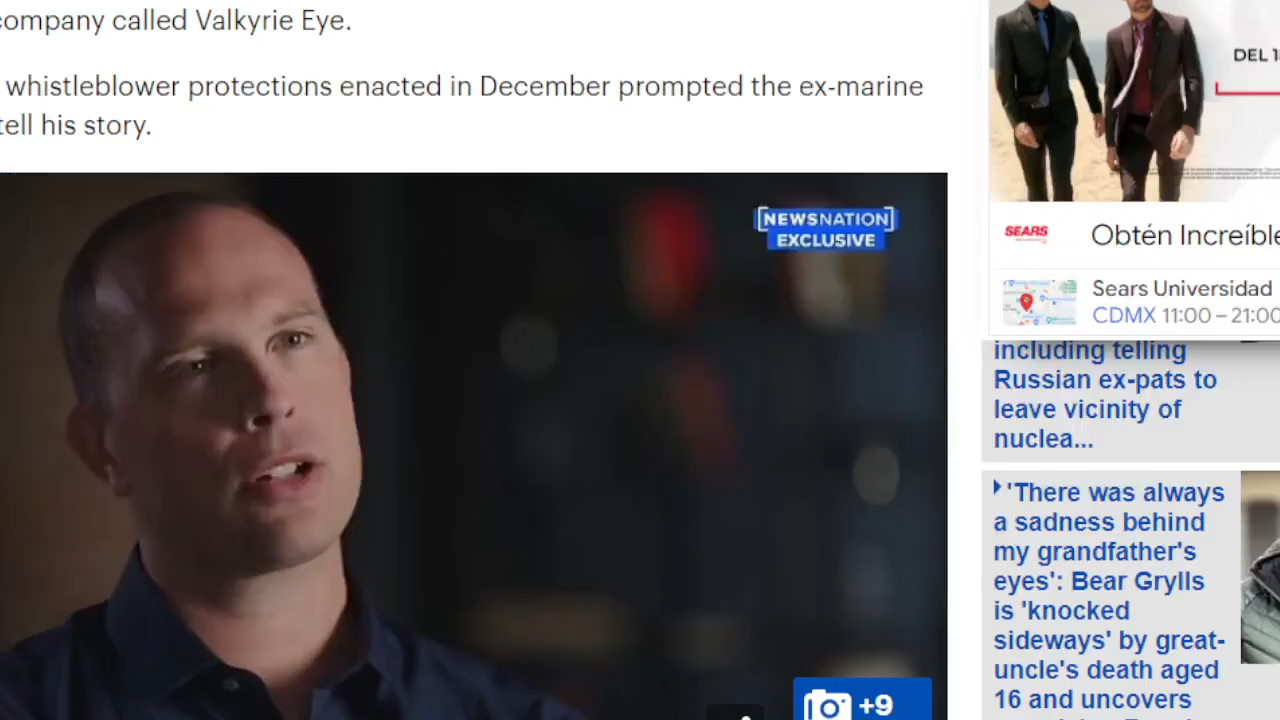 company called Valkyrie Eye.
whistleblower protections enacted in December prompted the ex-marine
tell his story.
NEWSNATION
EXCLUSIVE
+9
DEL 1
SEARS
Obtén Increíble
Sears Universidad
CDMX 11:00 – 21:00
including telling
Russian ex-pats to
leave vicinity of
nuclea...
'There was always
a sadness behind
my grandfather's
eyes': Bear Grylls
is 'knocked
sideways' by great-
uncle's death aged
16 and uncovers